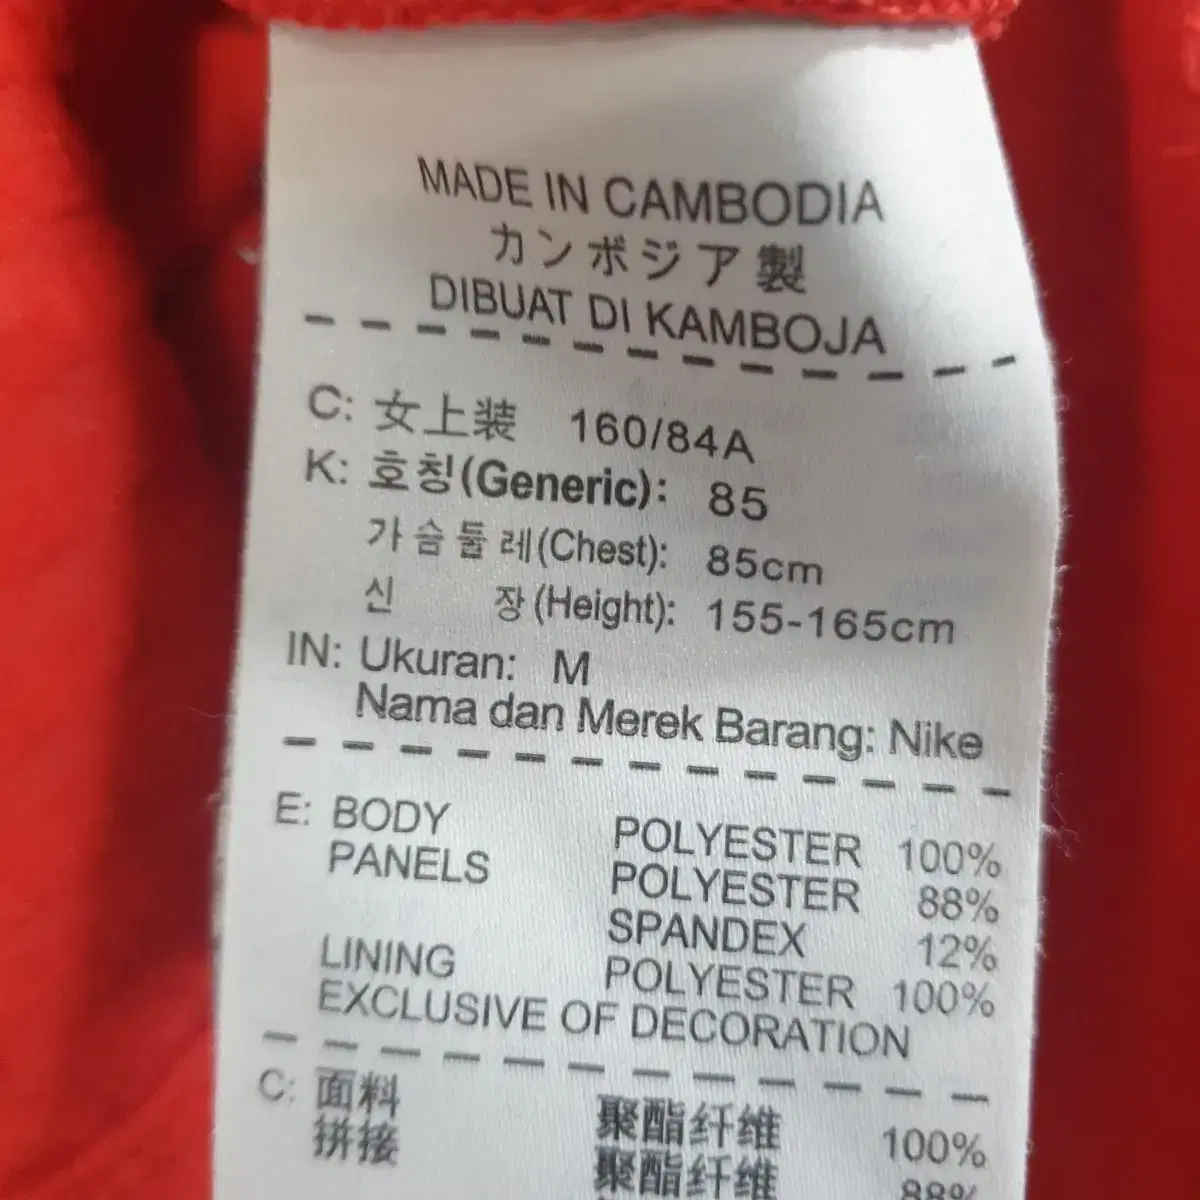 MADE IN CAMBODIA
カンボジア製
DIBUAT DI KAMBOJA
C: 女上装 160/84A
K: 호칭(Generic): 85
가슴둘레(Chest): 85cm
신 장(Height): 155-165cm
IN: Ukuran: M
Nama dan Merek Barang: Nike
E: BODY POLYESTER 100%
PANELS POLYESTER 88%
SPANDEX 12%
LINING POLYESTER 100%
EXCLUSIVE OF DECORATION
C: 面料 聚酯纤维 100%
拼接 聚酯纤维 88%